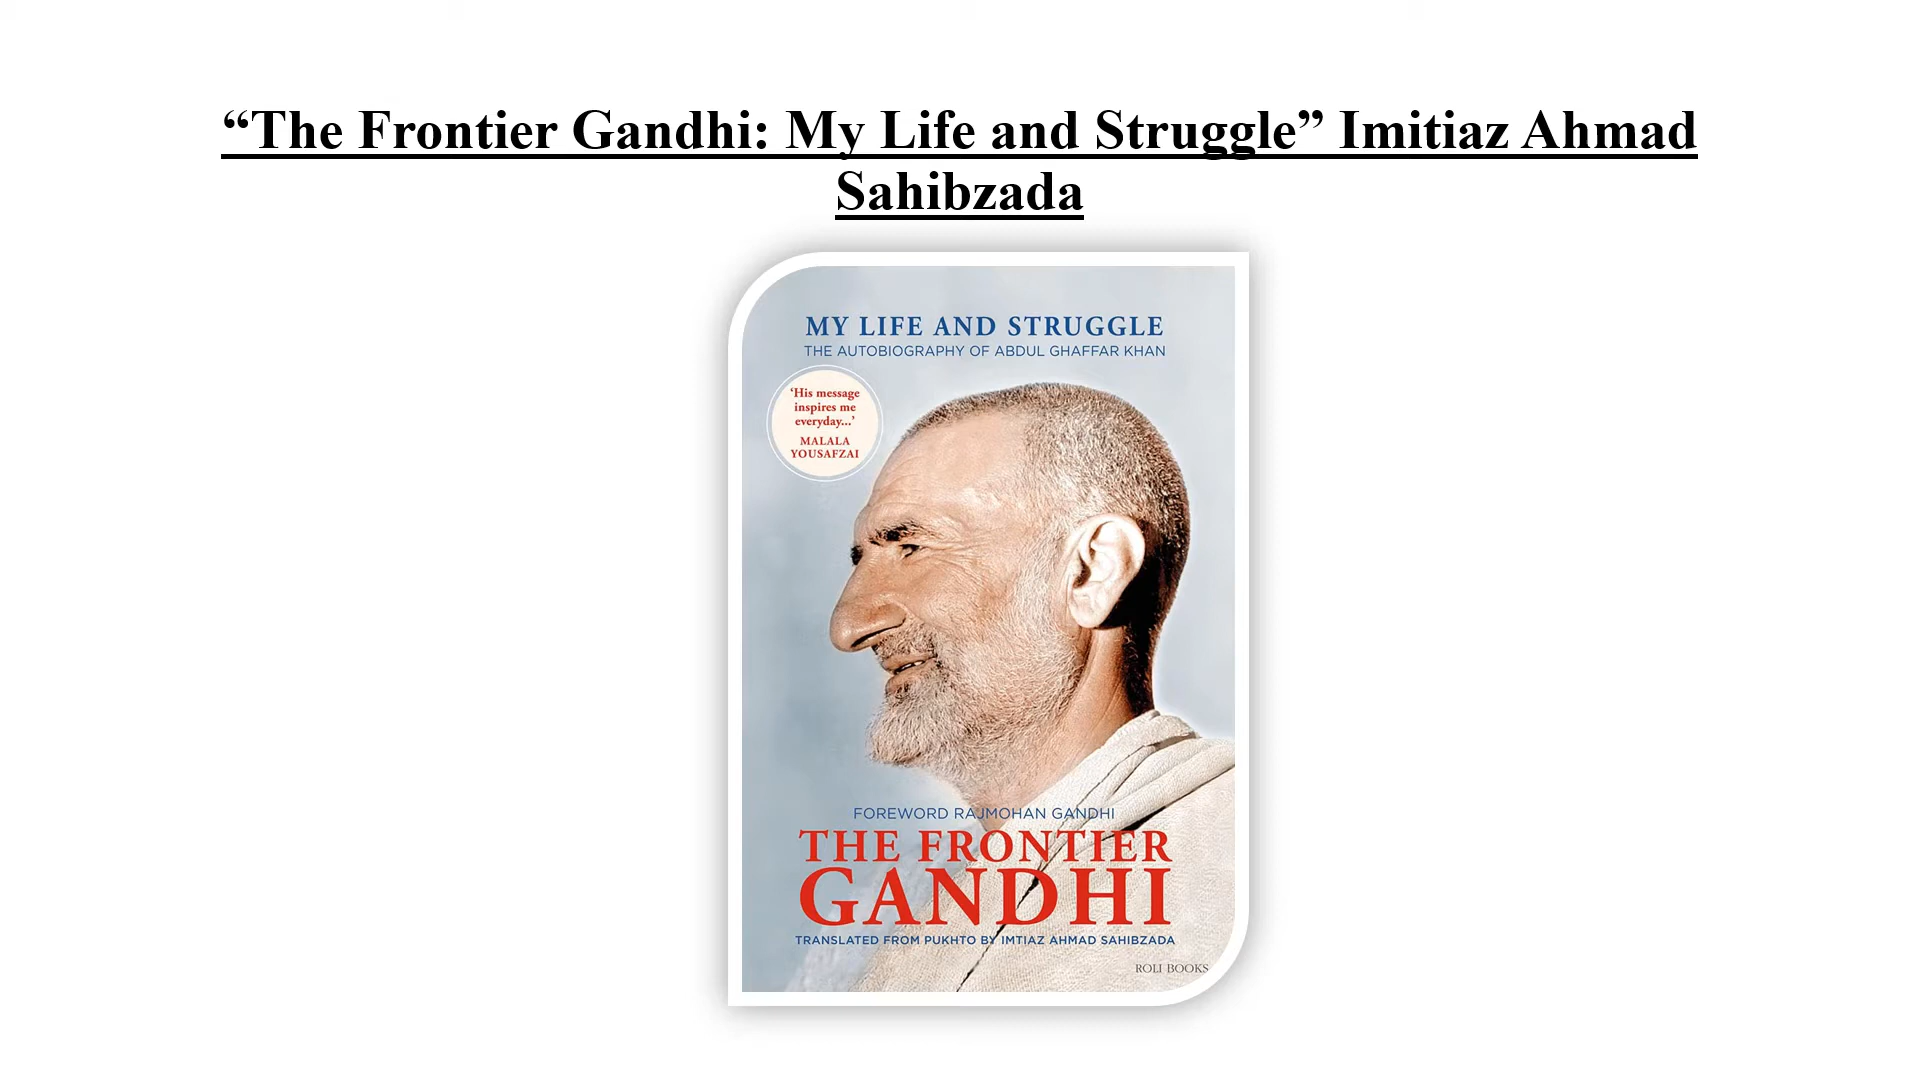 “The Frontier Gandhi: My Life and Struggle” Imitiaz Ahmad
Sahibzada
MY LIFE AND STRUGGLE
THE AUTOBIOGRAPHY OF ABDUL GHAFFAR KHAN
‘His message
inspires me
everyday...’
MALALA
YOUSAFZAI
FOREWORD RAJMOHAN GANDHI
THE FRONTIER
GANDHI
TRANSLATED FROM PUKHTO BY IMTIAZ AHMAD SAHIBZADA
ROLI BOOKS